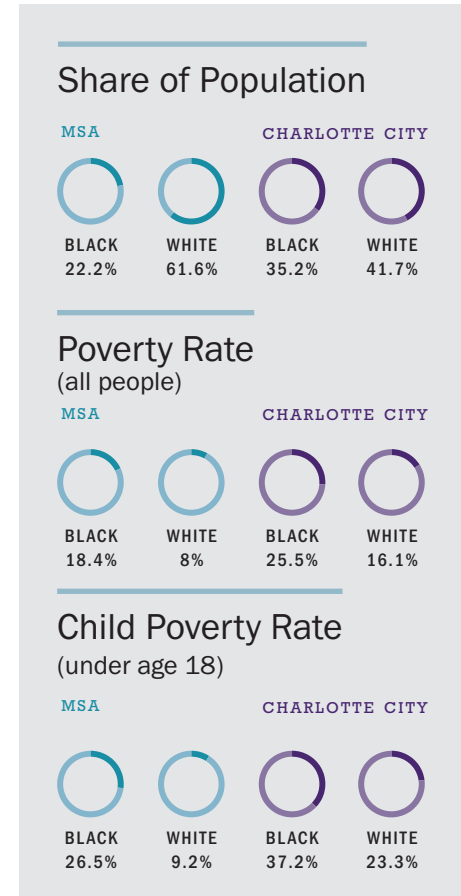 Share of Population
MSA CHARLOTTE CITY
BLACK WHITE BLACK WHITE
22.2% 61.6% 35.2% 41.7%
Poverty Rate
(all people)
MSA CHARLOTTE CITY
BLACK WHITE BLACK WHITE
18.4% 8% 25.5% 16.1%
Child Poverty Rate
(under age 18)
MSA CHARLOTTE CITY
BLACK WHITE BLACK WHITE
26.5% 9.2% 37.2% 23.3%